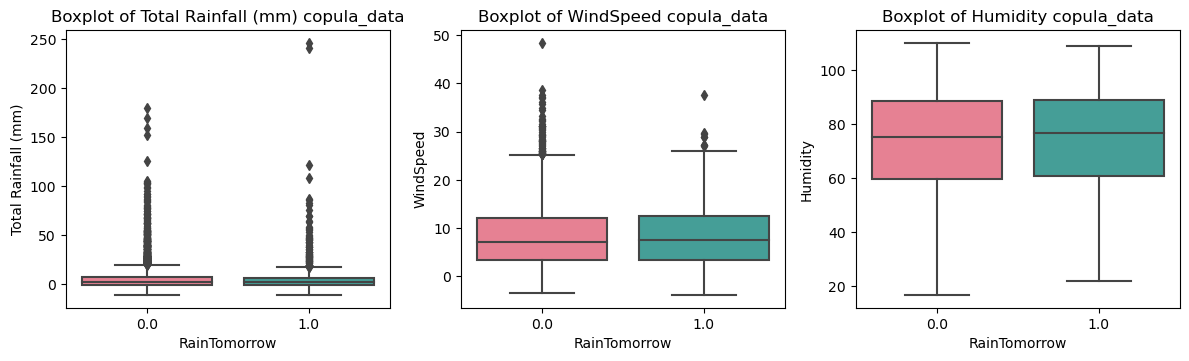 Boxplot of Total Rainfall (mm) copula_data
Total Rainfall (mm)
250
200
150
100
50
0
0.0
1.0
RainTomorrow
Boxplot of WindSpeed copula_data
WindSpeed
50
40
30
20
10
0
0.0
1.0
RainTomorrow
Boxplot of Humidity copula_data
Humidity
100
80
60
40
20
0.0
1.0
RainTomorrow